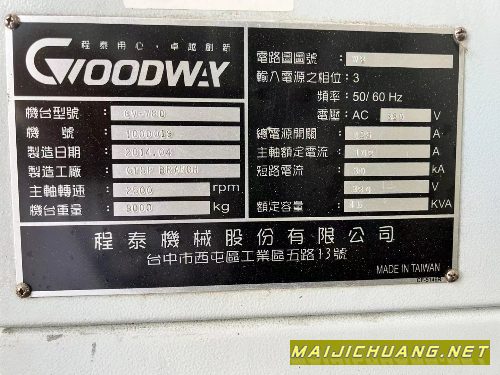 程泰用心・卓越創新
GOODWAY
機台型號：
機號：
製造日期：2014.04
製造工廠：
主軸轉速：2800 rpm
機台重量：9000 kg
電路圖圖號：
輸入電源之相位：3
頻率：50/60 Hz
電壓：AC V
總電源開關： A
主軸額定電流： A
短路電流： kA
V
額定容量： KVA
程泰機械股份有限公司
台中市西屯區工業區五路13號
MADE IN TAIWAN
MAIJICHUANG.NET